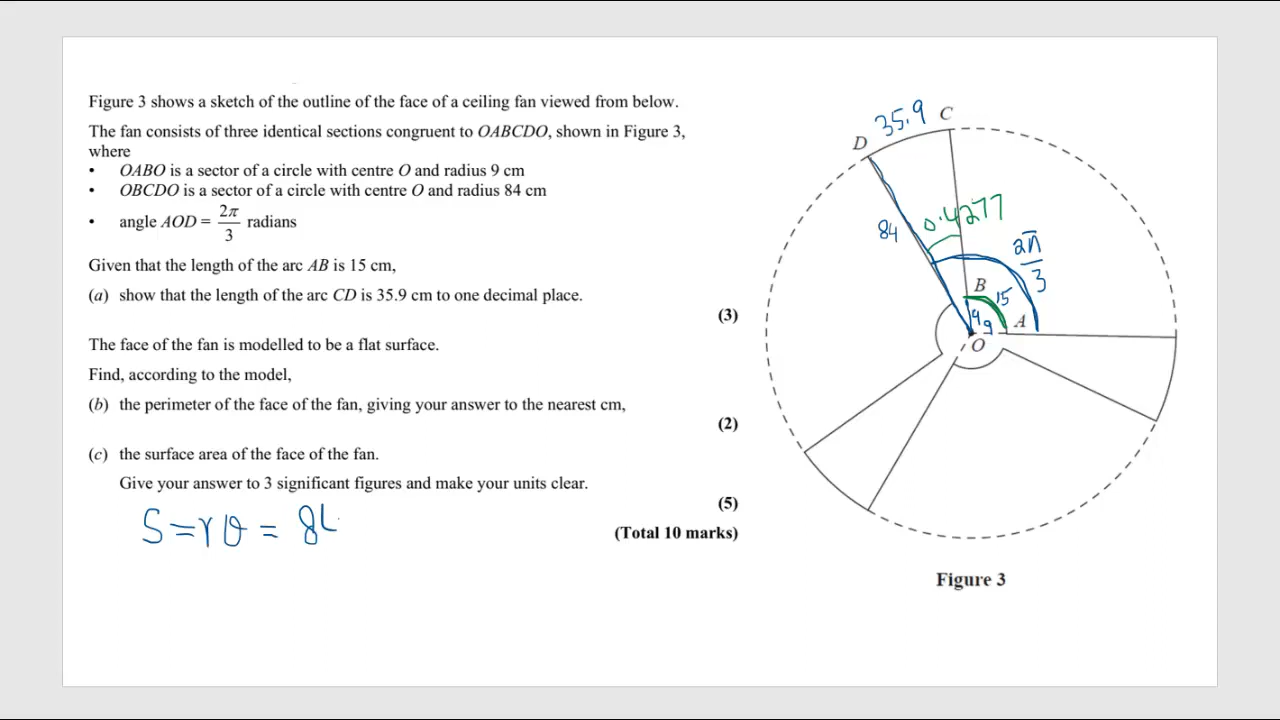 Figure 3 shows a sketch of the outline of the face of a ceiling fan viewed from below.
The fan consists of three identical sections congruent to OABCDO, shown in Figure 3,
where
• OABO is a sector of a circle with centre O and radius 9 cm
• OBCDO is a sector of a circle with centre O and radius 84 cm
• angle AOD = 2π/3 radians
Given that the length of the arc AB is 15 cm,
(a) show that the length of the arc CD is 35.9 cm to one decimal place.
(3)
The face of the fan is modelled to be a flat surface.
Find, according to the model,
(b) the perimeter of the face of the fan, giving your answer to the nearest cm,
(2)
(c) the surface area of the face of the fan.
Give your answer to 3 significant figures and make your units clear.
(5)
(Total 10 marks)
S = rθ = 84
35.9
D
C
84
0.4277
2π/3
B
15
A
9
9
O
Figure 3